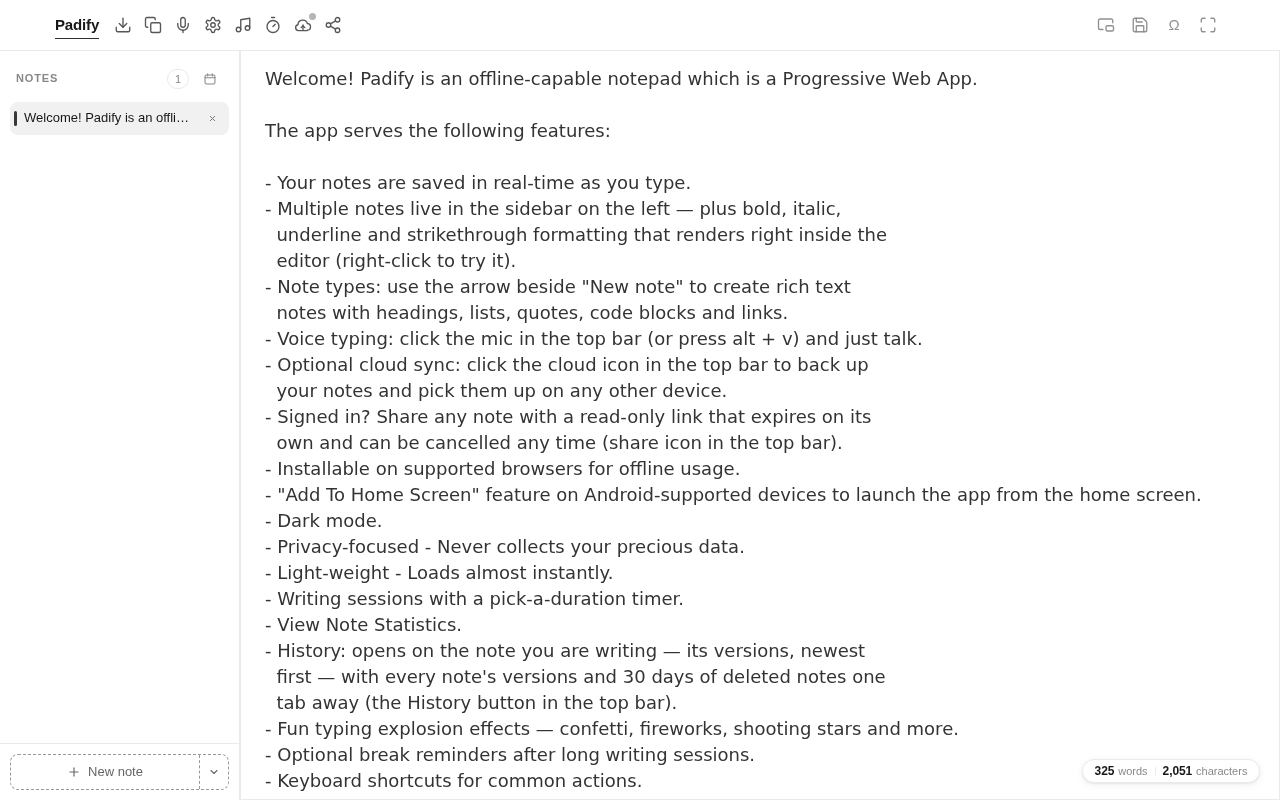 Padify
Ω
NOTES
1
Welcome! Padify is an offli…
New note
Welcome! Padify is an offline-capable notepad which is a Progressive Web App.
The app serves the following features:
- Your notes are saved in real-time as you type.
- Multiple notes live in the sidebar on the left — plus bold, italic,
underline and strikethrough formatting that renders right inside the
editor (right-click to try it).
- Note types: use the arrow beside "New note" to create rich text
notes with headings, lists, quotes, code blocks and links.
- Voice typing: click the mic in the top bar (or press alt + v) and just talk.
- Optional cloud sync: click the cloud icon in the top bar to back up
your notes and pick them up on any other device.
- Signed in? Share any note with a read-only link that expires on its
own and can be cancelled any time (share icon in the top bar).
- Installable on supported browsers for offline usage.
- "Add To Home Screen" feature on Android-supported devices to launch the app from the home screen.
- Dark mode.
- Privacy-focused - Never collects your precious data.
- Light-weight - Loads almost instantly.
- Writing sessions with a pick-a-duration timer.
- View Note Statistics.
- History: opens on the note you are writing — its versions, newest
first — with every note's versions and 30 days of deleted notes one
tab away (the History button in the top bar).
- Fun typing explosion effects — confetti, fireworks, shooting stars and more.
- Optional break reminders after long writing sessions.
- Keyboard shortcuts for common actions.
325 words 2,051 characters